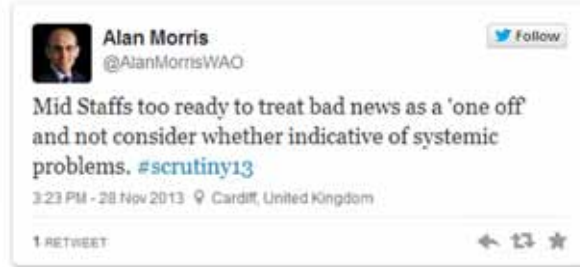 Alan Morris
Follow
@AlanMorrisWAO
Mid Staffs too ready to treat bad news as a 'one off'
and not consider whether indicative of systemic
problems. #scrutiny13
3:23 PM - 28 Nov 2013 Cardiff, United Kingdom
1 RETWEET